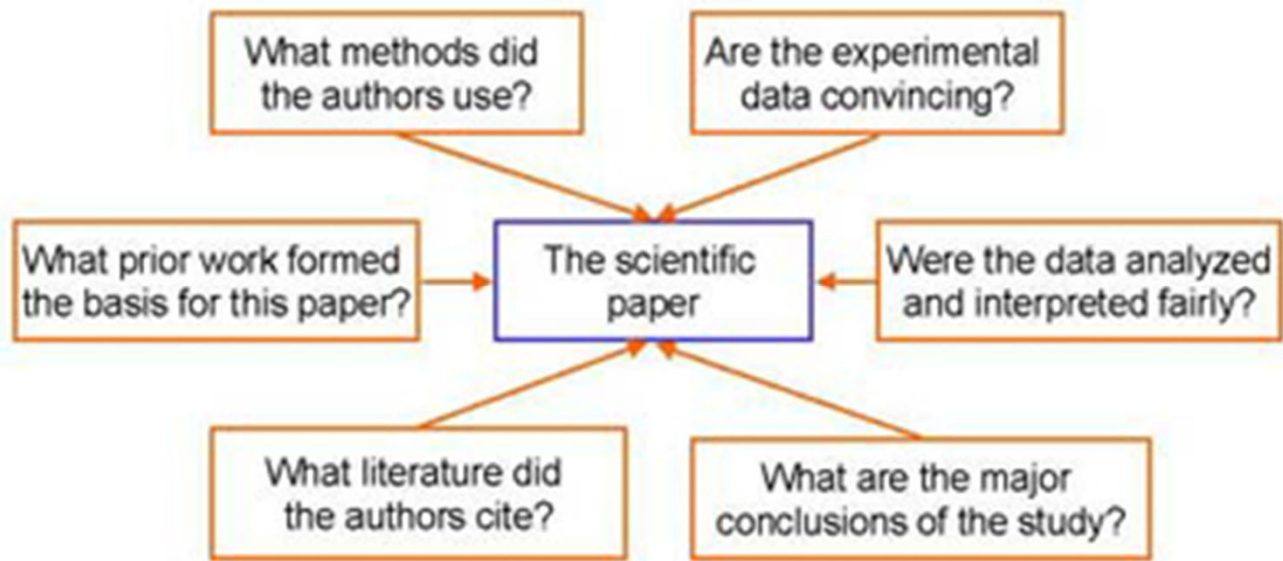 What methods did
the authors use?
Are the experimental
data convincing?
What prior work formed
the basis for this paper?
The scientific
paper
Were the data analyzed
and interpreted fairly?
What literature did
the authors cite?
What are the major
conclusions of the study?